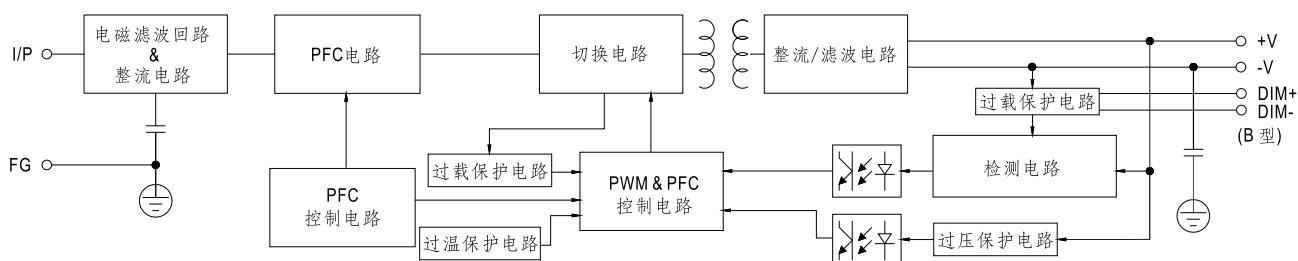 I/P
电磁滤波回路
&
整流电路
PFC电路
切换电路
整流/滤波电路
+V
-V
DIM+
DIM-
(B 型)
过载保护电路
FG
过载保护电路
PFC
控制电路
过温保护电路
PWM & PFC
控制电路
检测电路
过压保护电路